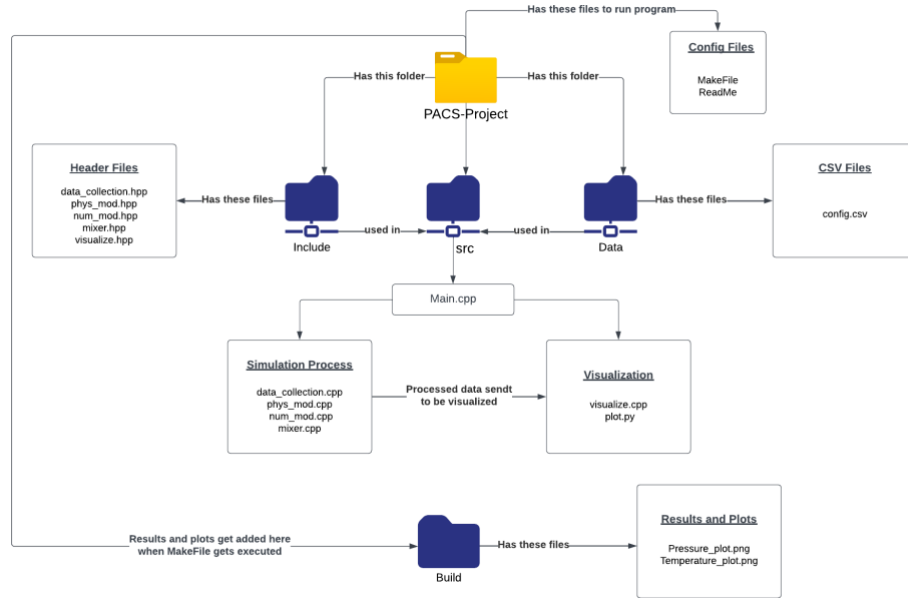 Has these files to run program
Config Files
MakeFile
ReadMe
Has this folder
Has this folder
PACS-Project
Header Files
data_collection.hpp
phys_mod.hpp
num_mod.hpp
mixer.hpp
visualize.hpp
Has these files
Include
used in
src
used in
Data
Has these files
CSV Files
config.csv
Main.cpp
Simulation Process
data_collection.cpp
phys_mod.cpp
num_mod.cpp
mixer.cpp
Processed data sendt
to be visualized
Visualization
visualize.cpp
plot.py
Results and plots get added here
when MakeFile gets executed
Build
Has these files
Results and Plots
Pressure_plot.png
Temperature_plot.png